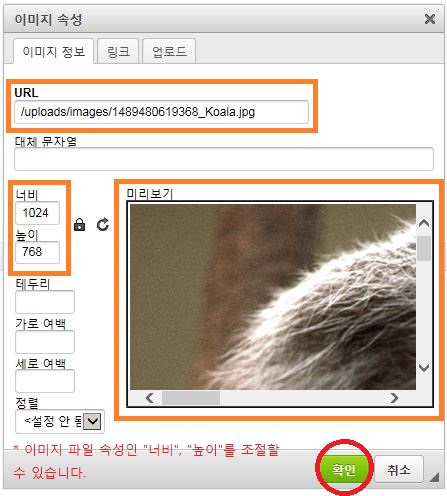 이미지 속성
이미지 정보
링크
업로드
URL
/uploads/images/1489480619368_Koala.jpg
대체 문자열
너비
1024
높이
768
미리보기
테두리
가로 여백
세로 여백
정렬
<설정 안 됨
* 이미지 파일 속성인 "너비", "높이"를 조절할
수 있습니다.
확인
취소